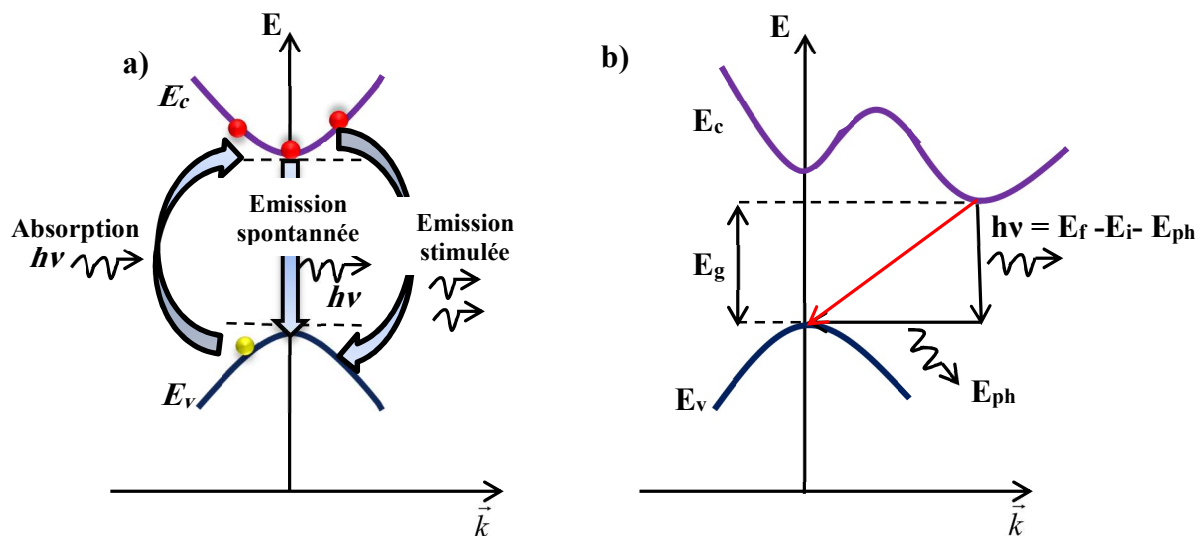 a)
E
E_c
Absorption
hν
Emission
spontannée
hν
Emission
stimulée
E_v
k⃗
b)
E
E_c
E_g
hν = E_f -E_i- E_ph
E_ph
E_v
k⃗